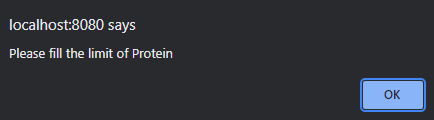 localhost:8080 says
Please fill the limit of Protein
OK